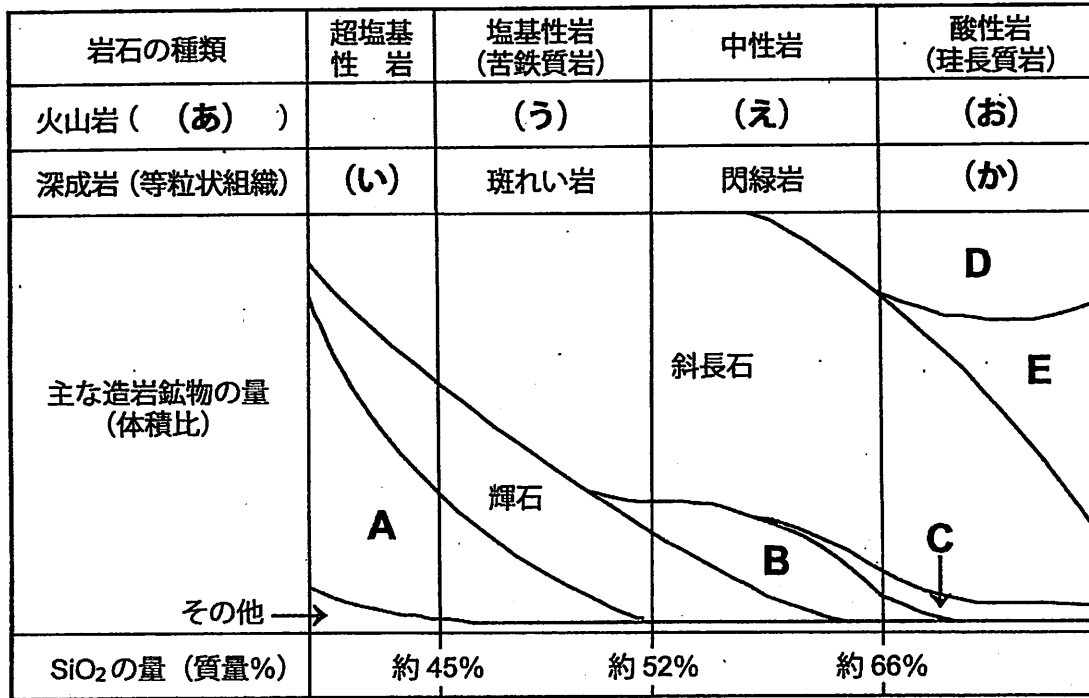 岩石の種類
超塩基
性 岩
塩基性岩
(苦鉄質岩)
中性岩
酸性岩
(珪長質岩)
火山岩( (あ) )
(う)
(え)
(お)
深成岩(等粒状組織)
(い)
斑れい岩
閃緑岩
(か)
主な造岩鉱物の量
(体積比)
D
斜長石
E
輝石
A
B
C
その他
SiO₂の量(質量%)
約45%
約52%
約66%